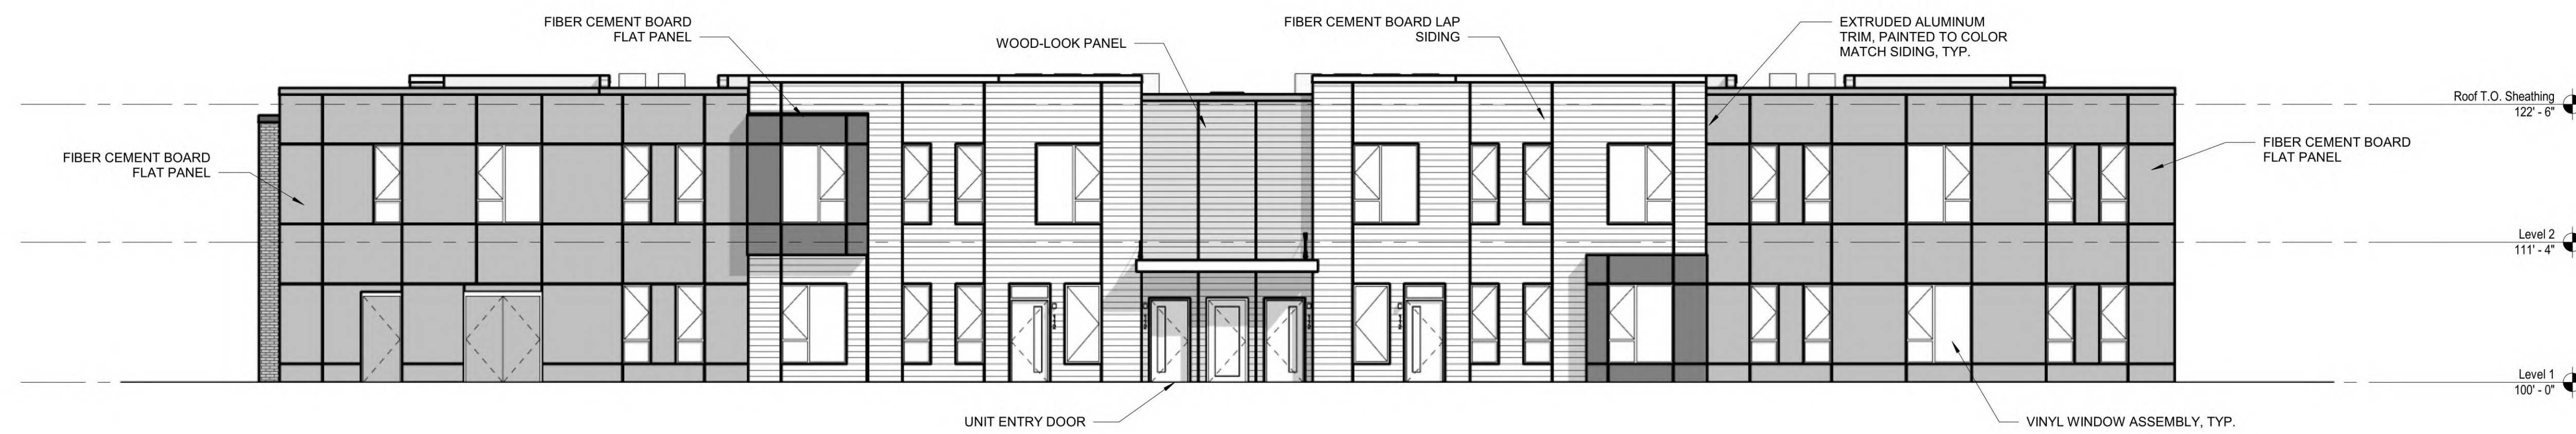 FIBER CEMENT BOARD
FLAT PANEL
WOOD-LOOK PANEL
FIBER CEMENT BOARD LAP
SIDING
EXTRUDED ALUMINUM
TRIM, PAINTED TO COLOR
MATCH SIDING, TYP.
Roof T.O. Sheathing
122' - 6"
FIBER CEMENT BOARD
FLAT PANEL
FIBER CEMENT BOARD
FLAT PANEL
Level 2
111' - 4"
Level 1
100' - 0"
UNIT ENTRY DOOR
VINYL WINDOW ASSEMBLY, TYP.